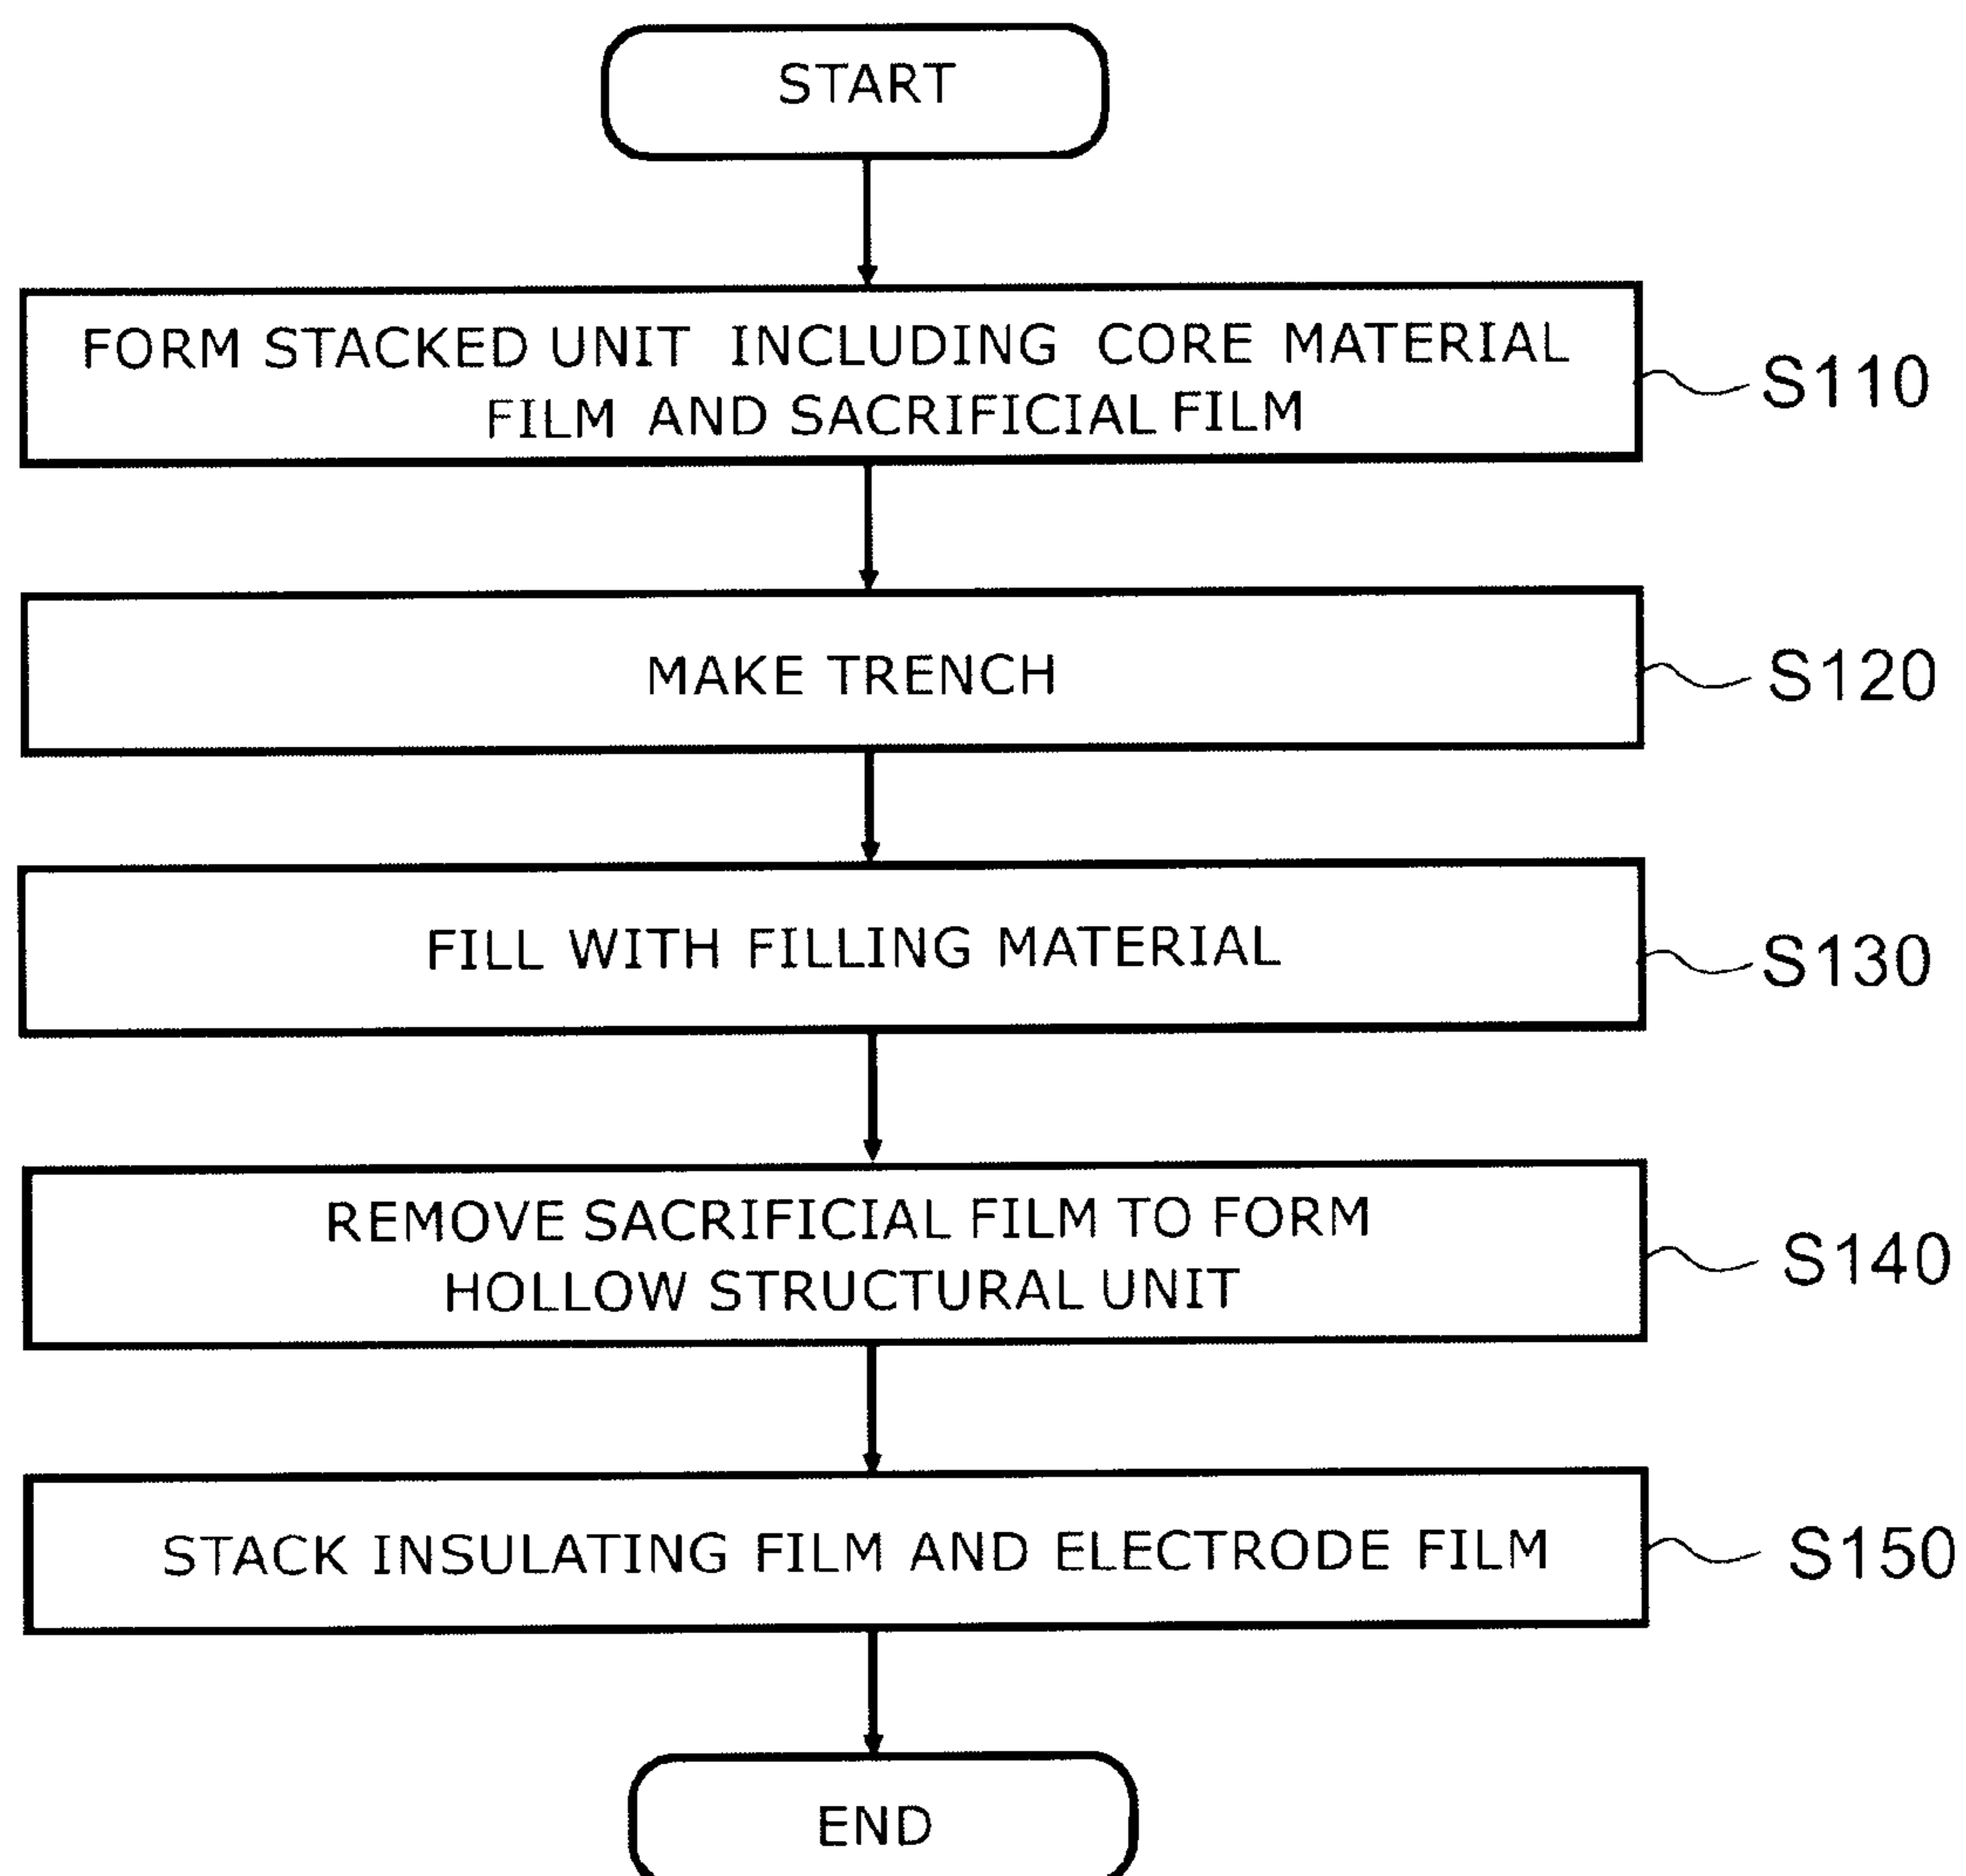 START
FORM STACKED UNIT INCLUDING CORE MATERIAL
FILM AND SACRIFICIAL FILM
S110
MAKE TRENCH
S120
FILL WITH FILLING MATERIAL
S130
REMOVE SACRIFICIAL FILM TO FORM
HOLLOW STRUCTURAL UNIT
S140
STACK INSULATING FILM AND ELECTRODE FILM
S150
END